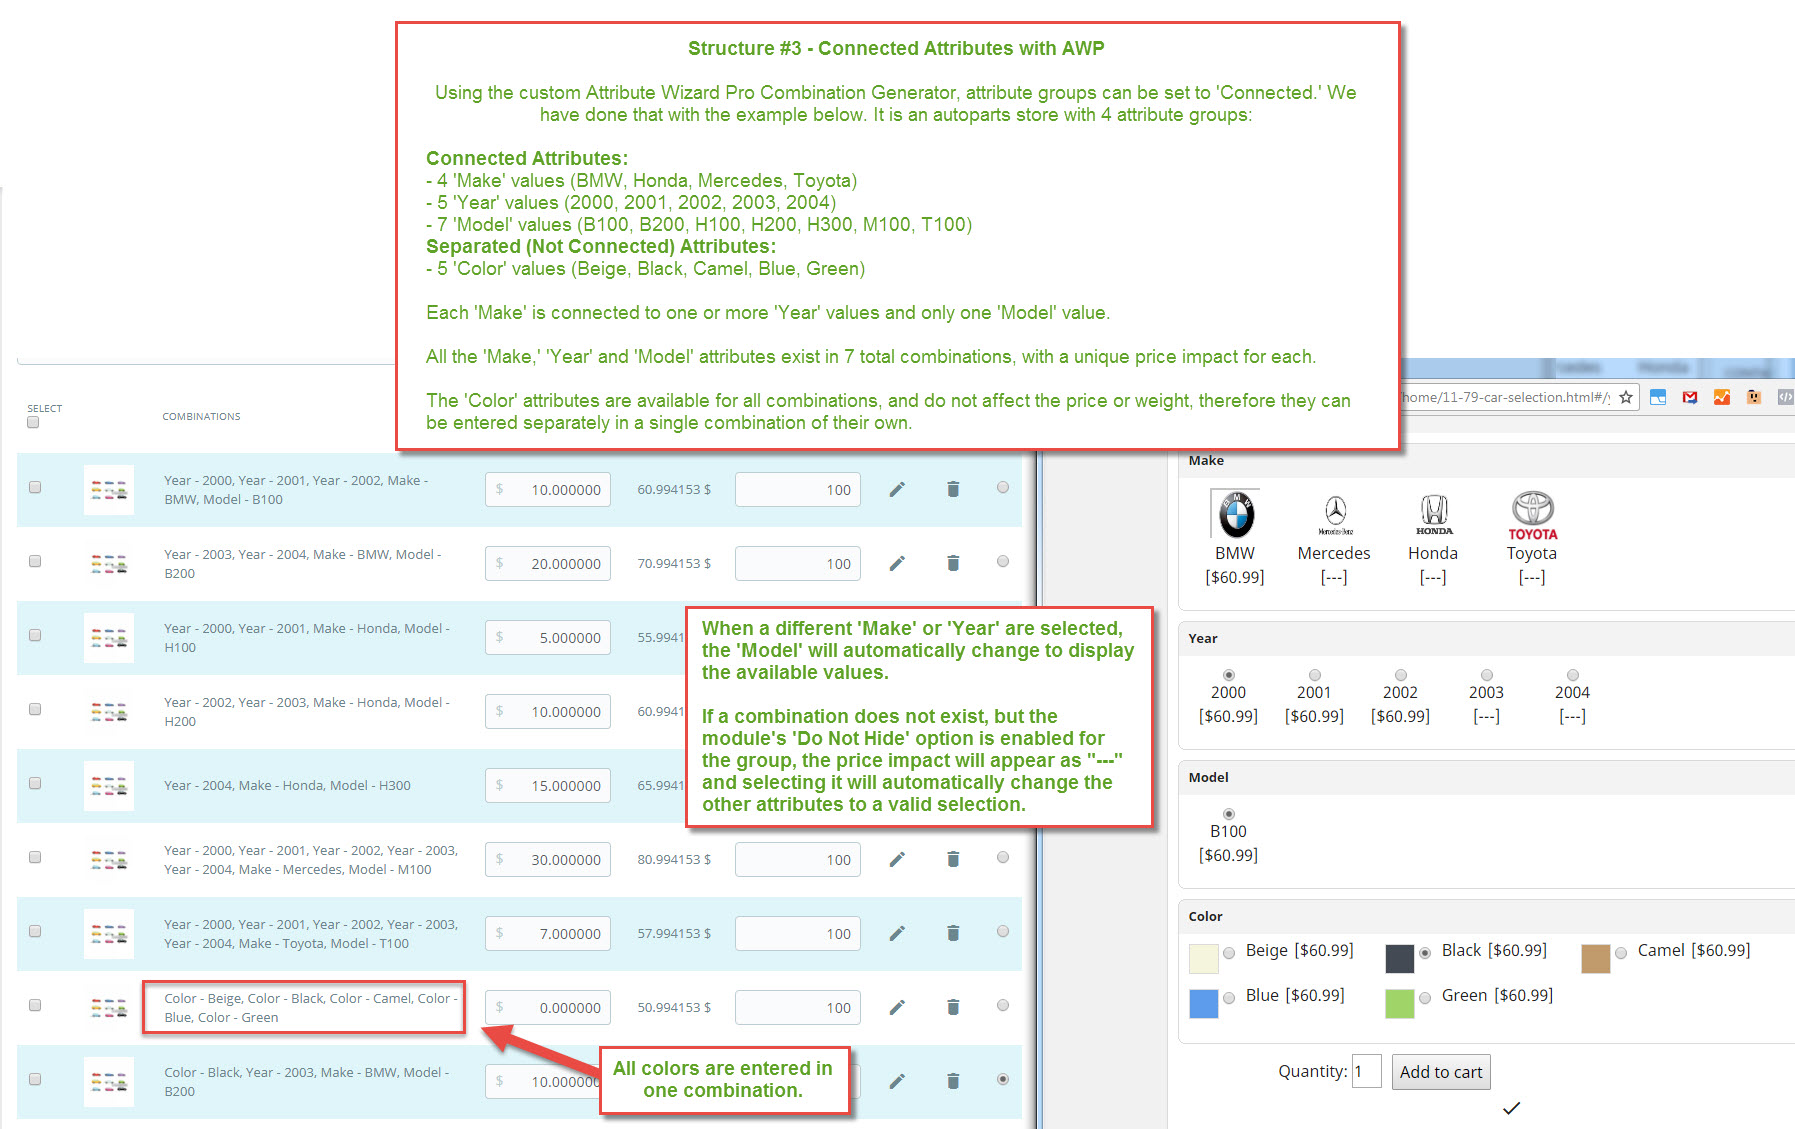 Structure #3 - Connected Attributes with AWP
Using the custom Attribute Wizard Pro Combination Generator, attribute groups can be set to 'Connected.' We
have done that with the example below. It is an autoparts store with 4 attribute groups:
Connected Attributes:
- 4 'Make' values (BMW, Honda, Mercedes, Toyota)
- 5 'Year' values (2000, 2001, 2002, 2003, 2004)
- 7 'Model' values (B100, B200, H100, H200, H300, M100, T100)
Separated (Not Connected) Attributes:
- 5 'Color' values (Beige, Black, Camel, Blue, Green)
Each 'Make' is connected to one or more 'Year' values and only one 'Model' value.
All the 'Make,' 'Year' and 'Model' attributes exist in 7 total combinations, with a unique price impact for each.
The 'Color' attributes are available for all combinations, and do not affect the price or weight, therefore they can
be entered separately in a single combination of their own.
SELECT
COMBINATIONS
Year - 2000, Year - 2001, Year - 2002, Make -
BMW, Model - B100
$ 10.000000 60.994153 $ 100
Year - 2003, Year - 2004, Make - BMW, Model -
B200
$ 20.000000 70.994153 $ 100
Year - 2000, Year - 2001, Make - Honda, Model -
H100
$ 5.000000 55.9941
Year - 2002, Year - 2003, Make - Honda, Model -
H200
$ 10.000000 60.9941
Year - 2004, Make - Honda, Model - H300
$ 15.000000 65.9941
Year - 2000, Year - 2001, Year - 2002, Year - 2003,
Year - 2004, Make - Mercedes, Model - M100
$ 30.000000 80.994153 $ 100
Year - 2000, Year - 2001, Year - 2002, Year - 2003,
Year - 2004, Make - Toyota, Model - T100
$ 7.000000 57.994153 $ 100
Color - Beige, Color - Black, Color - Camel, Color -
Blue, Color - Green
$ 0.000000 50.994153 $ 100
Color - Black, Year - 2003, Make - BMW, Model -
B200
$ 10.000000
When a different 'Make' or 'Year' are selected,
the 'Model' will automatically change to display
the available values.
If a combination does not exist, but the
module's 'Do Not Hide' option is enabled for
the group, the price impact will appear as "---"
and selecting it will automatically change the
other attributes to a valid selection.
All colors are entered in
one combination.
home/11-79-car-selection.html#/
Make
BMW
Mercedes-Benz
HONDA
TOYOTA
BMW Mercedes Honda Toyota
[$60.99] [---] [---] [---]
Year
2000 2001 2002 2003 2004
[$60.99] [$60.99] [$60.99] [---] [---]
Model
B100
[$60.99]
Color
Beige [$60.99] Black [$60.99] Camel [$60.99]
Blue [$60.99] Green [$60.99]
Quantity: 1 Add to cart